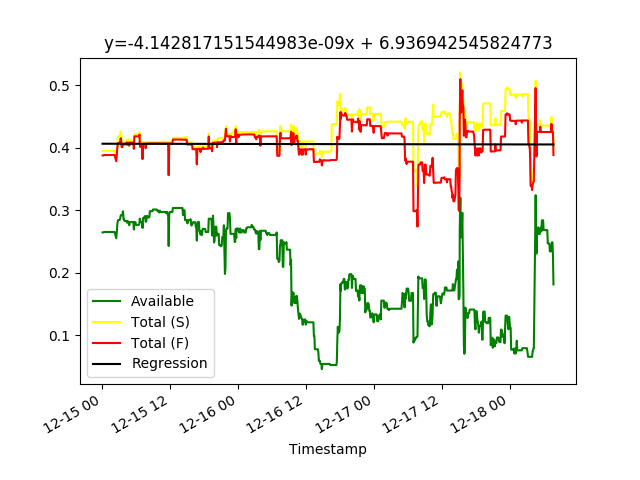 y=-4.142817151544983e-09x + 6.936942545824773
0.5
0.4
0.3
0.2
0.1
Available
Total (S)
Total (F)
Regression
12-15 00
12-15 12
12-16 00
12-16 12
12-17 00
12-17 12
12-18 00
Timestamp